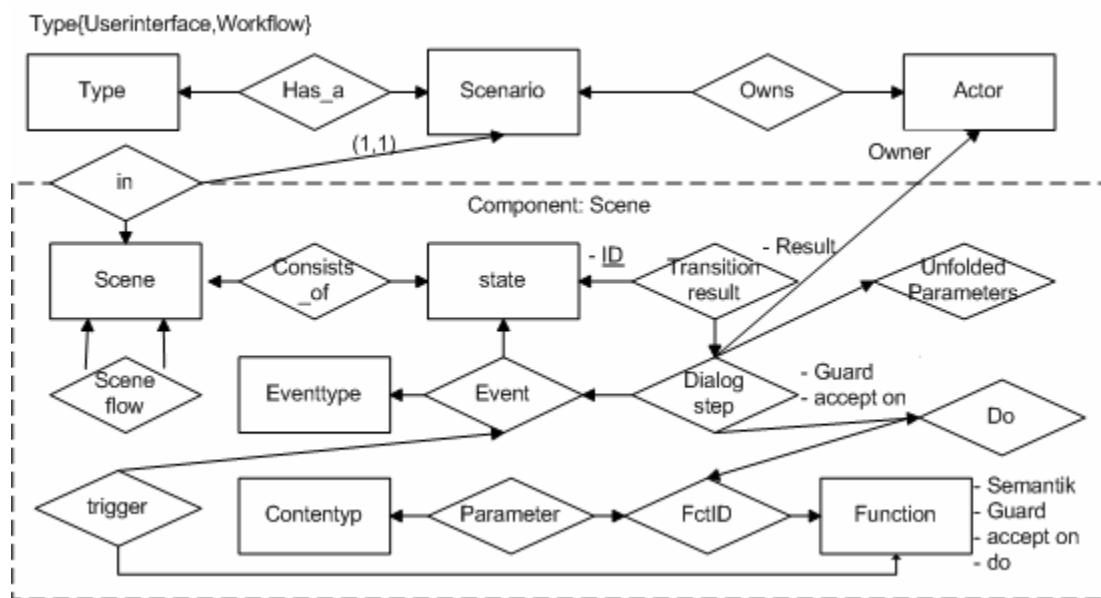 Type{Userinterface,Workflow}
Type
Has_a
Scenario
Owns
Actor
(1,1)
Owner
in
Component: Scene
Scene
Consists
_of
state
- ID
Transition
result
- Result
Unfolded
Parameters
Scene
flow
Eventtype
Event
Dialog
step
- Guard
- accept on
Do
trigger
Contentyp
Parameter
FctID
Function
- Semantik
- Guard
- accept on
- do